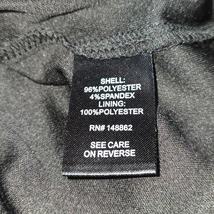 SHELL:
96%POLYESTER
4%SPANDEX
LINING:
100%POLYESTER
RN# 148862
SEE CARE
ON REVERSE